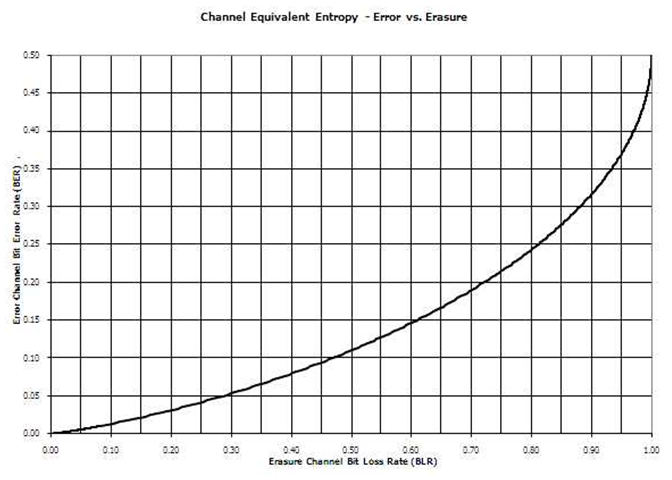 Channel Equivalent Entropy - Error vs. Erasure
Error Channel Bit Error Rate (BER) .
0.50
0.45
0.40
0.35
0.30
0.25
0.20
0.15
0.10
0.05
0.00
0.00 0.10 0.20 0.30 0.40 0.50 0.60 0.70 0.80 0.90 1.00
Erasure Channel Bit Loss Rate (BLR)